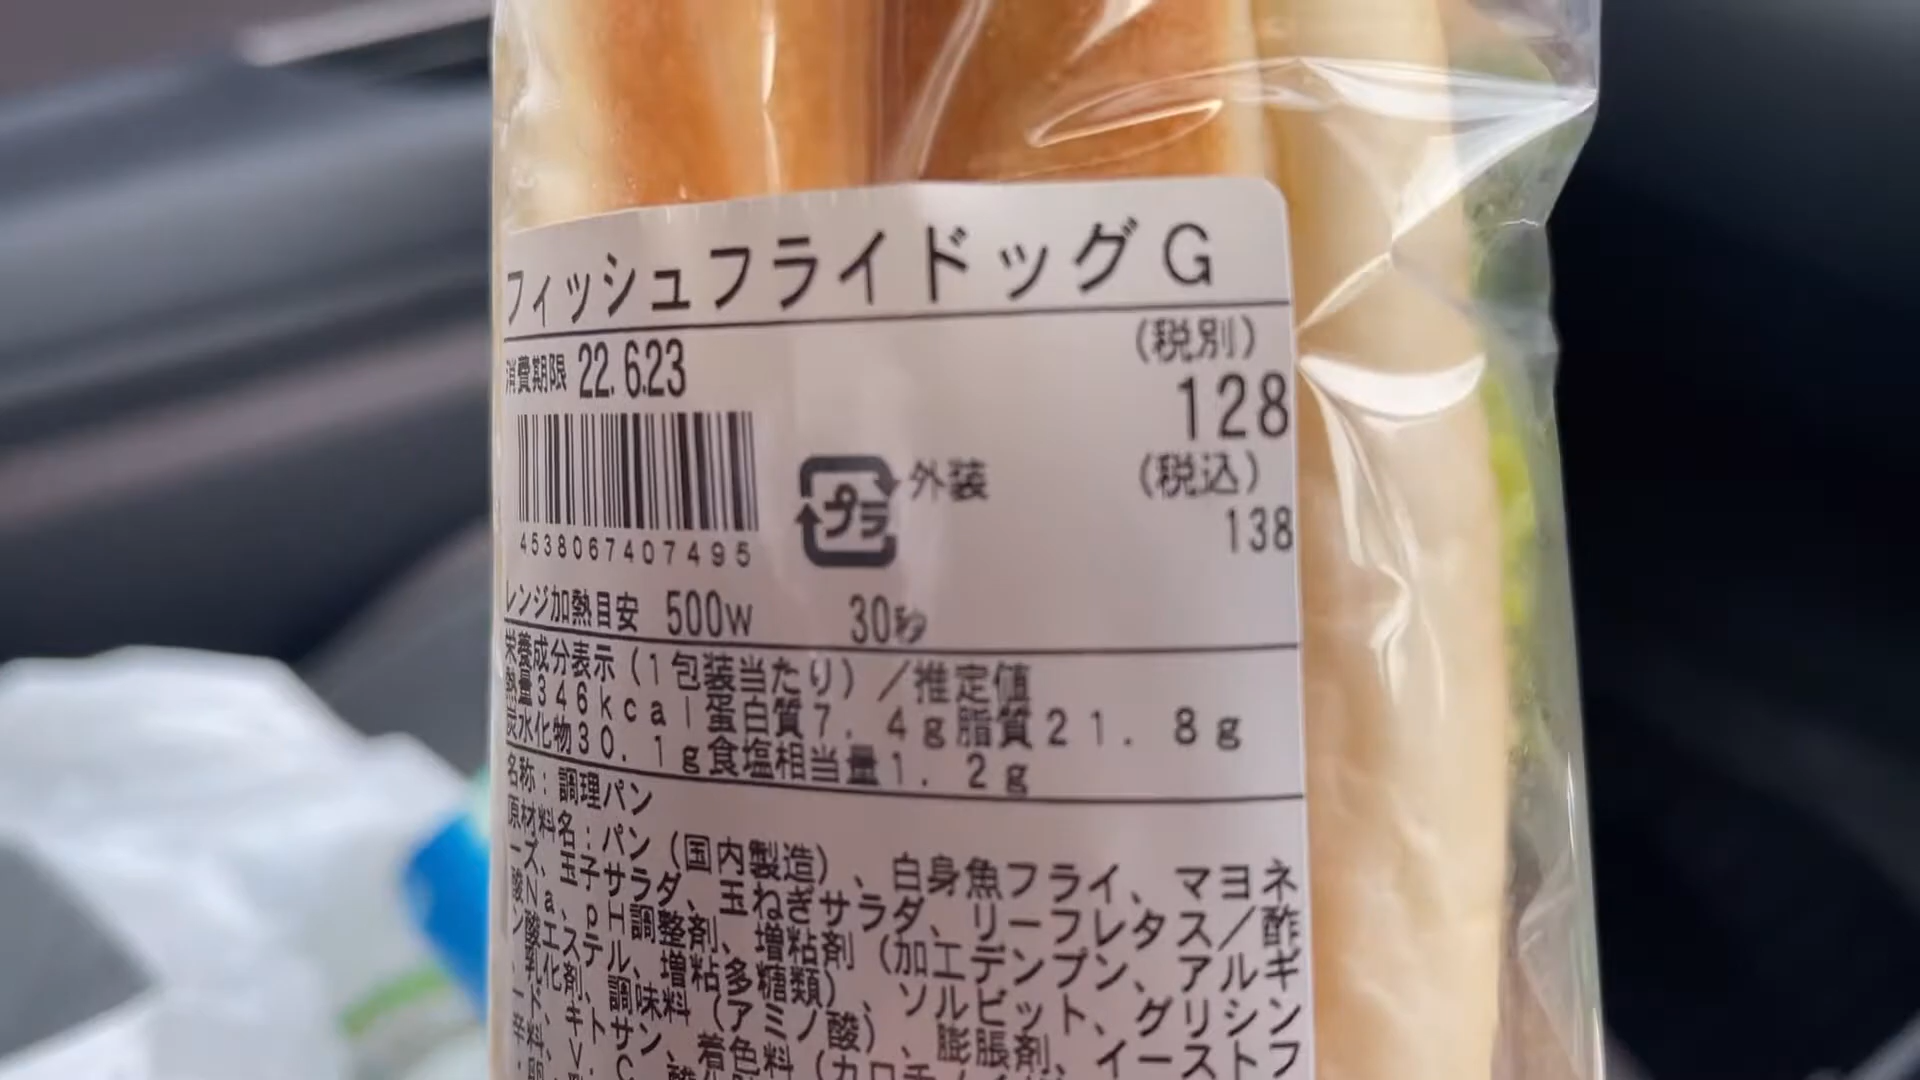 フィッシュフライドッグG
消費期限 22. 6.23
(税別)
128
4538067407495
プラ
外装
(税込)
138
レンジ加熱目安 500w 30秒
栄養成分表示(1包装当たり)/推定値
熱量346kcal 蛋白質7.4g脂質21.8g
炭水化物30.1g食塩相当量1.2g
名称:調理パン
原材料名:パン(国内製造)、白身魚フライ、マヨネ
ーズ、玉子サラダ、玉ねぎサラダ、リーフレタス/酢
酸Na、pH調整剤、増粘剤(加工デンプン、アルギ
ン酸エステル、増粘多糖類)、ソルビット、グリシン
、乳化剤、調味料(アミノ酸)、膨脹剤、イーストフ
ード、キトサン、着色料(カロチノイド
料、V.C